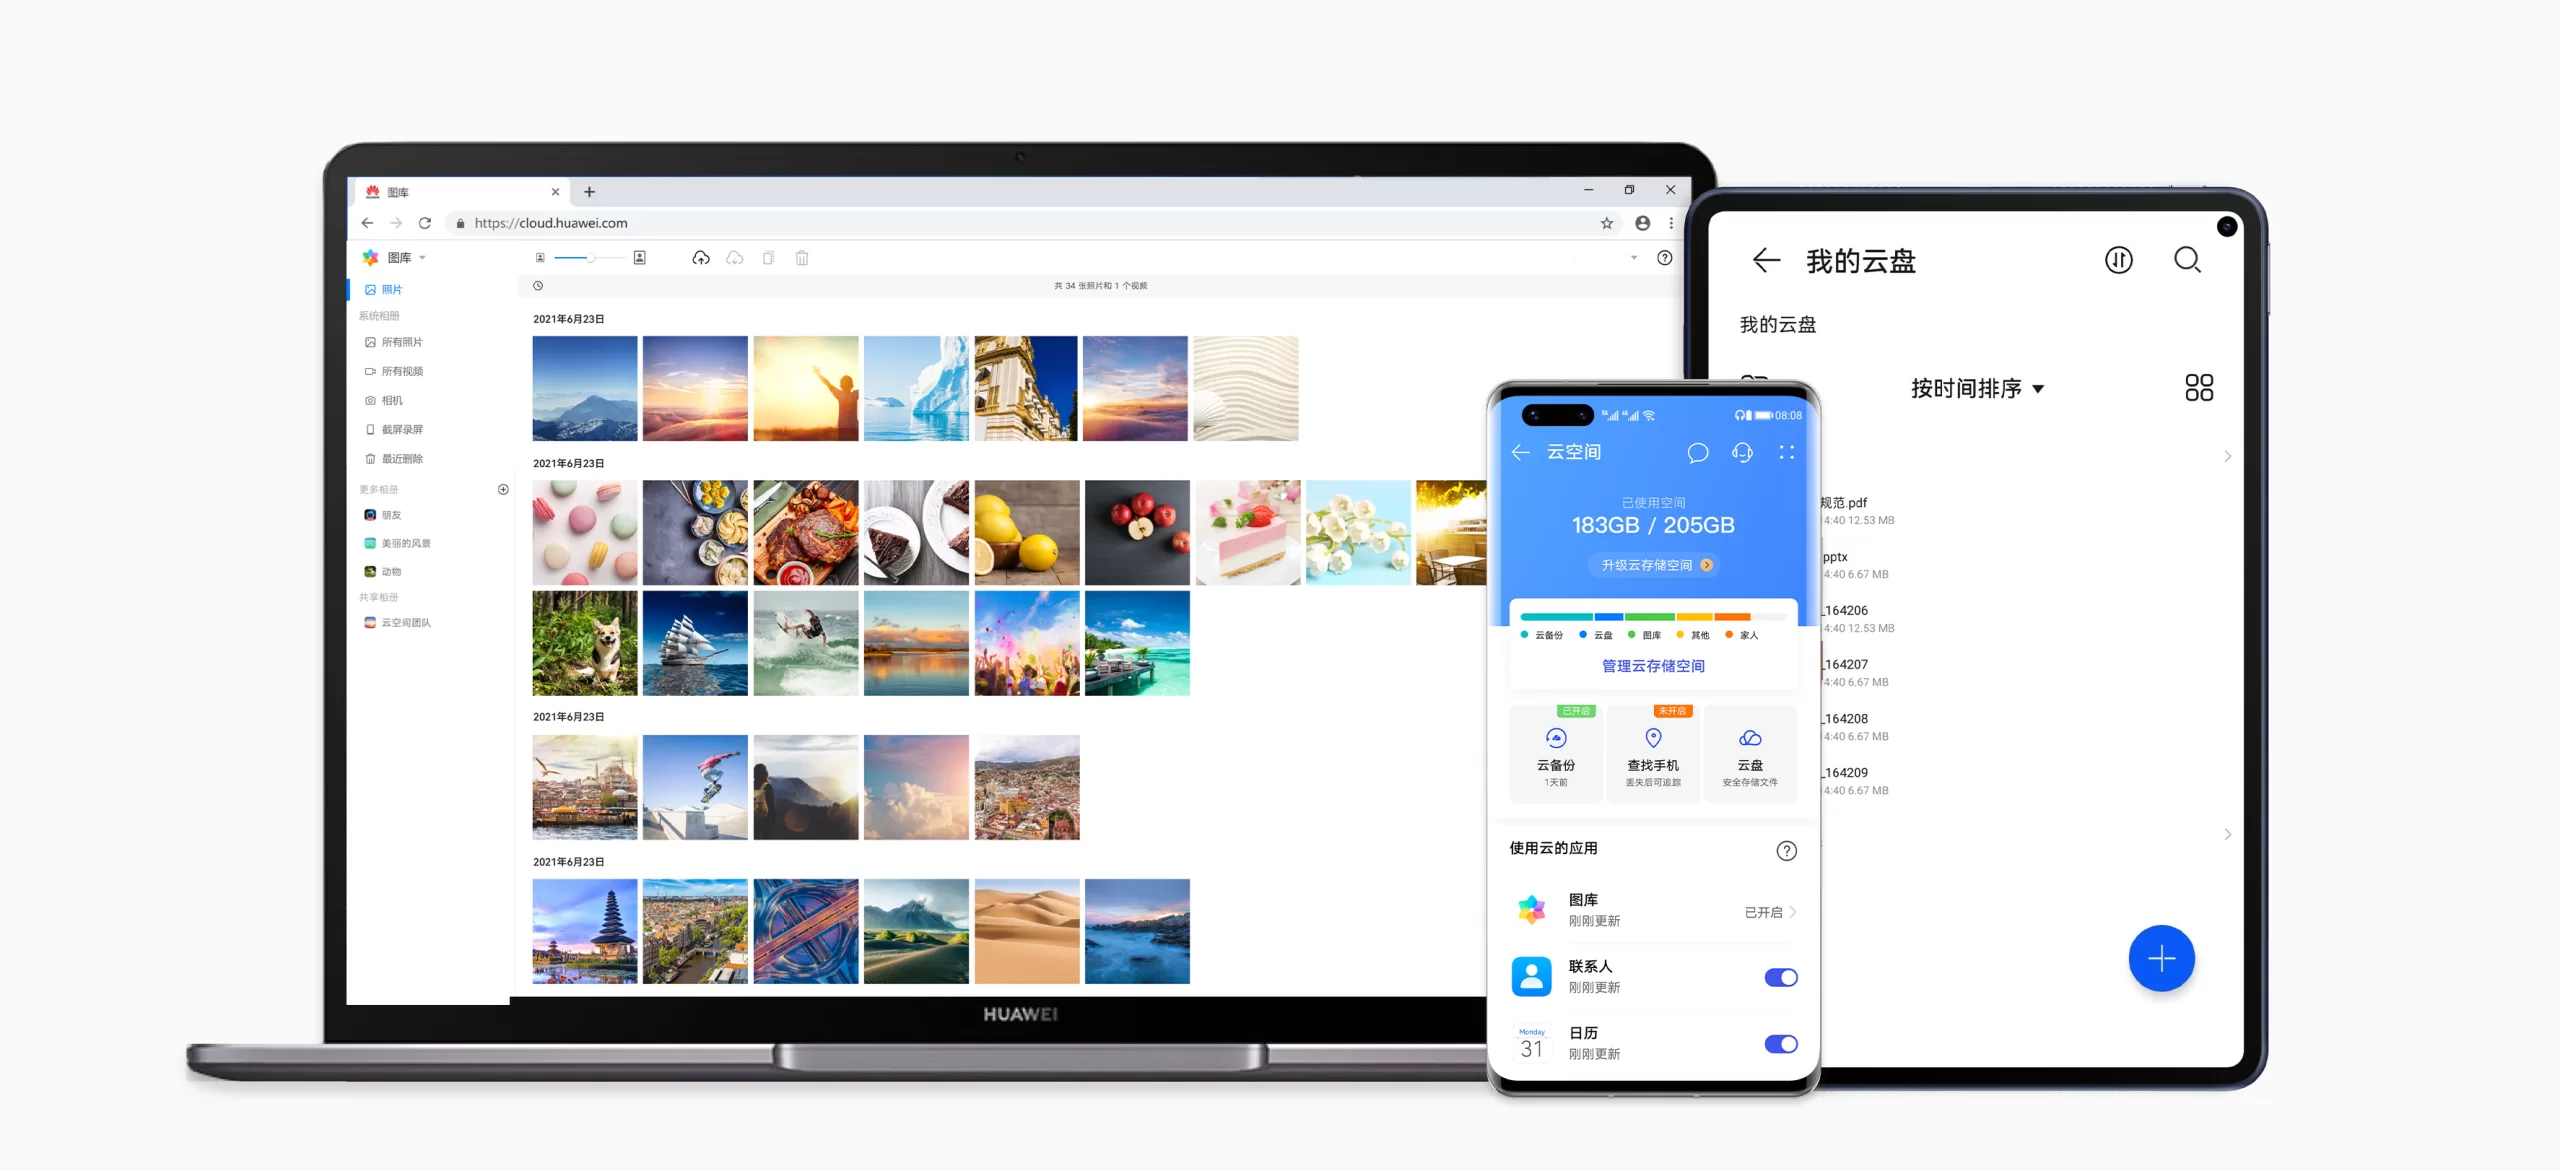 图库
https://cloud.huawei.com
图库
照片
系统相册
所有照片
所有视频
相机
截屏录屏
最近删除
更多相册
朋友
美丽的风景
动物
共享相册
云空间团队
共 34 张照片和 1 个视频
2021年6月23日
2021年6月23日
2021年6月23日
2021年6月23日
HUAWEI
08:08
云空间
已使用空间
183GB / 205GB
升级云存储空间
云备份 云盘 图库 其他 家人
管理云存储空间
已开启
云备份
1天前
未开启
查找手机
丢失后可追踪
云盘
安全存储文件
使用云的应用
图库
刚刚更新
已开启
联系人
刚刚更新
Monday
31
日历
刚刚更新
我的云盘
我的云盘
按时间排序
规范.pdf
4:40 12.53 MB
pptx
4:40 6.67 MB
_164206
4:40 12.53 MB
_164207
4:40 6.67 MB
_164208
4:40 6.67 MB
_164209
4:40 6.67 MB